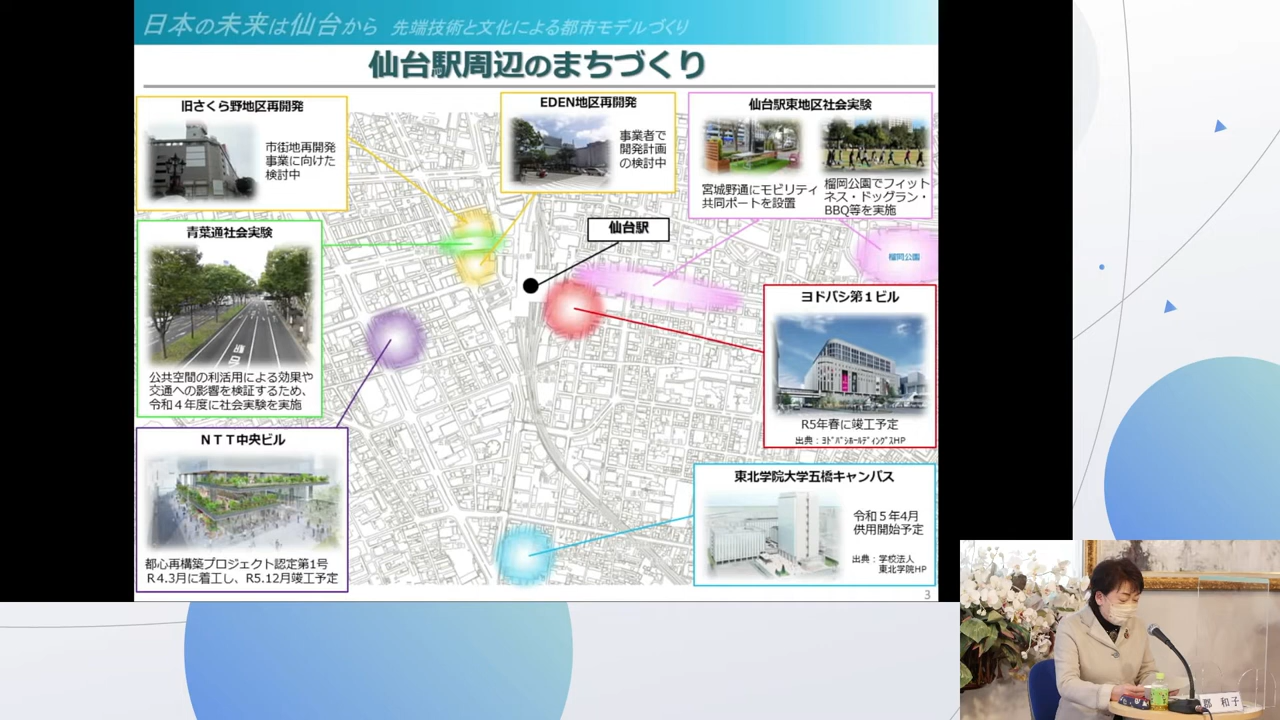 日本の未来は仙台から 先端技術と文化による都市モデルづくり
仙台駅周辺のまちづくり
旧さくら野地区再開発
市街地再開発
事業に向けた
検討中
EDEN地区再開発
事業者で
開発計画
の検討中
仙台駅東地区社会実験
宮城野通にモビリティ
共同ポートを設置
榴岡公園でフィット
ネス・ドッグラン・
BBQ等を実施
青葉通社会実験
公共空間の利活用による効果や
交通への影響を検証するため、
令和4年度に社会実験を実施
仙台駅
榴岡公園
ヨドバシ第1ビル
R5年春に竣工予定
出典:ヨドバシホールディングスHP
NTT中央ビル
都心再構築プロジェクト認定第1号
R4.3月に着工し、R5.12月竣工予定
東北学院大学五橋キャンパス
令和5年4月
供用開始予定
出典:学校法人
東北学院HP
3
郡 和子